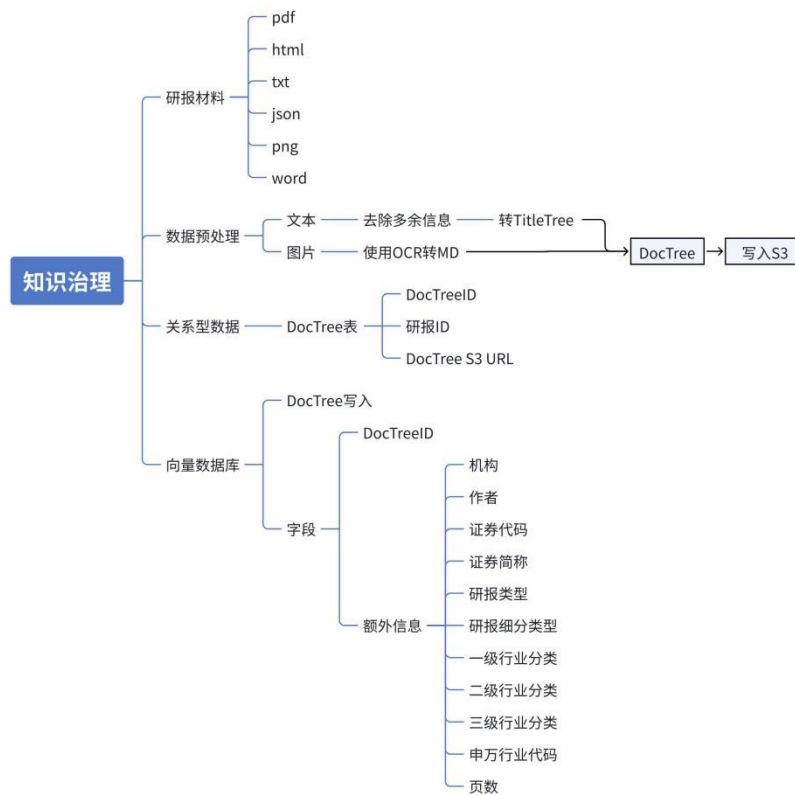 知识治理
研报材料
pdf
html
txt
json
png
word
数据预处理
文本
去除多余信息
转TitleTree
图片
使用OCR转MD
DocTree
写入S3
关系型数据
DocTree表
DocTreeID
研报ID
DocTree S3 URL
向量数据库
DocTree写入
字段
DocTreeID
额外信息
机构
作者
证券代码
证券简称
研报类型
研报细分类型
一级行业分类
二级行业分类
三级行业分类
申万行业代码
页数